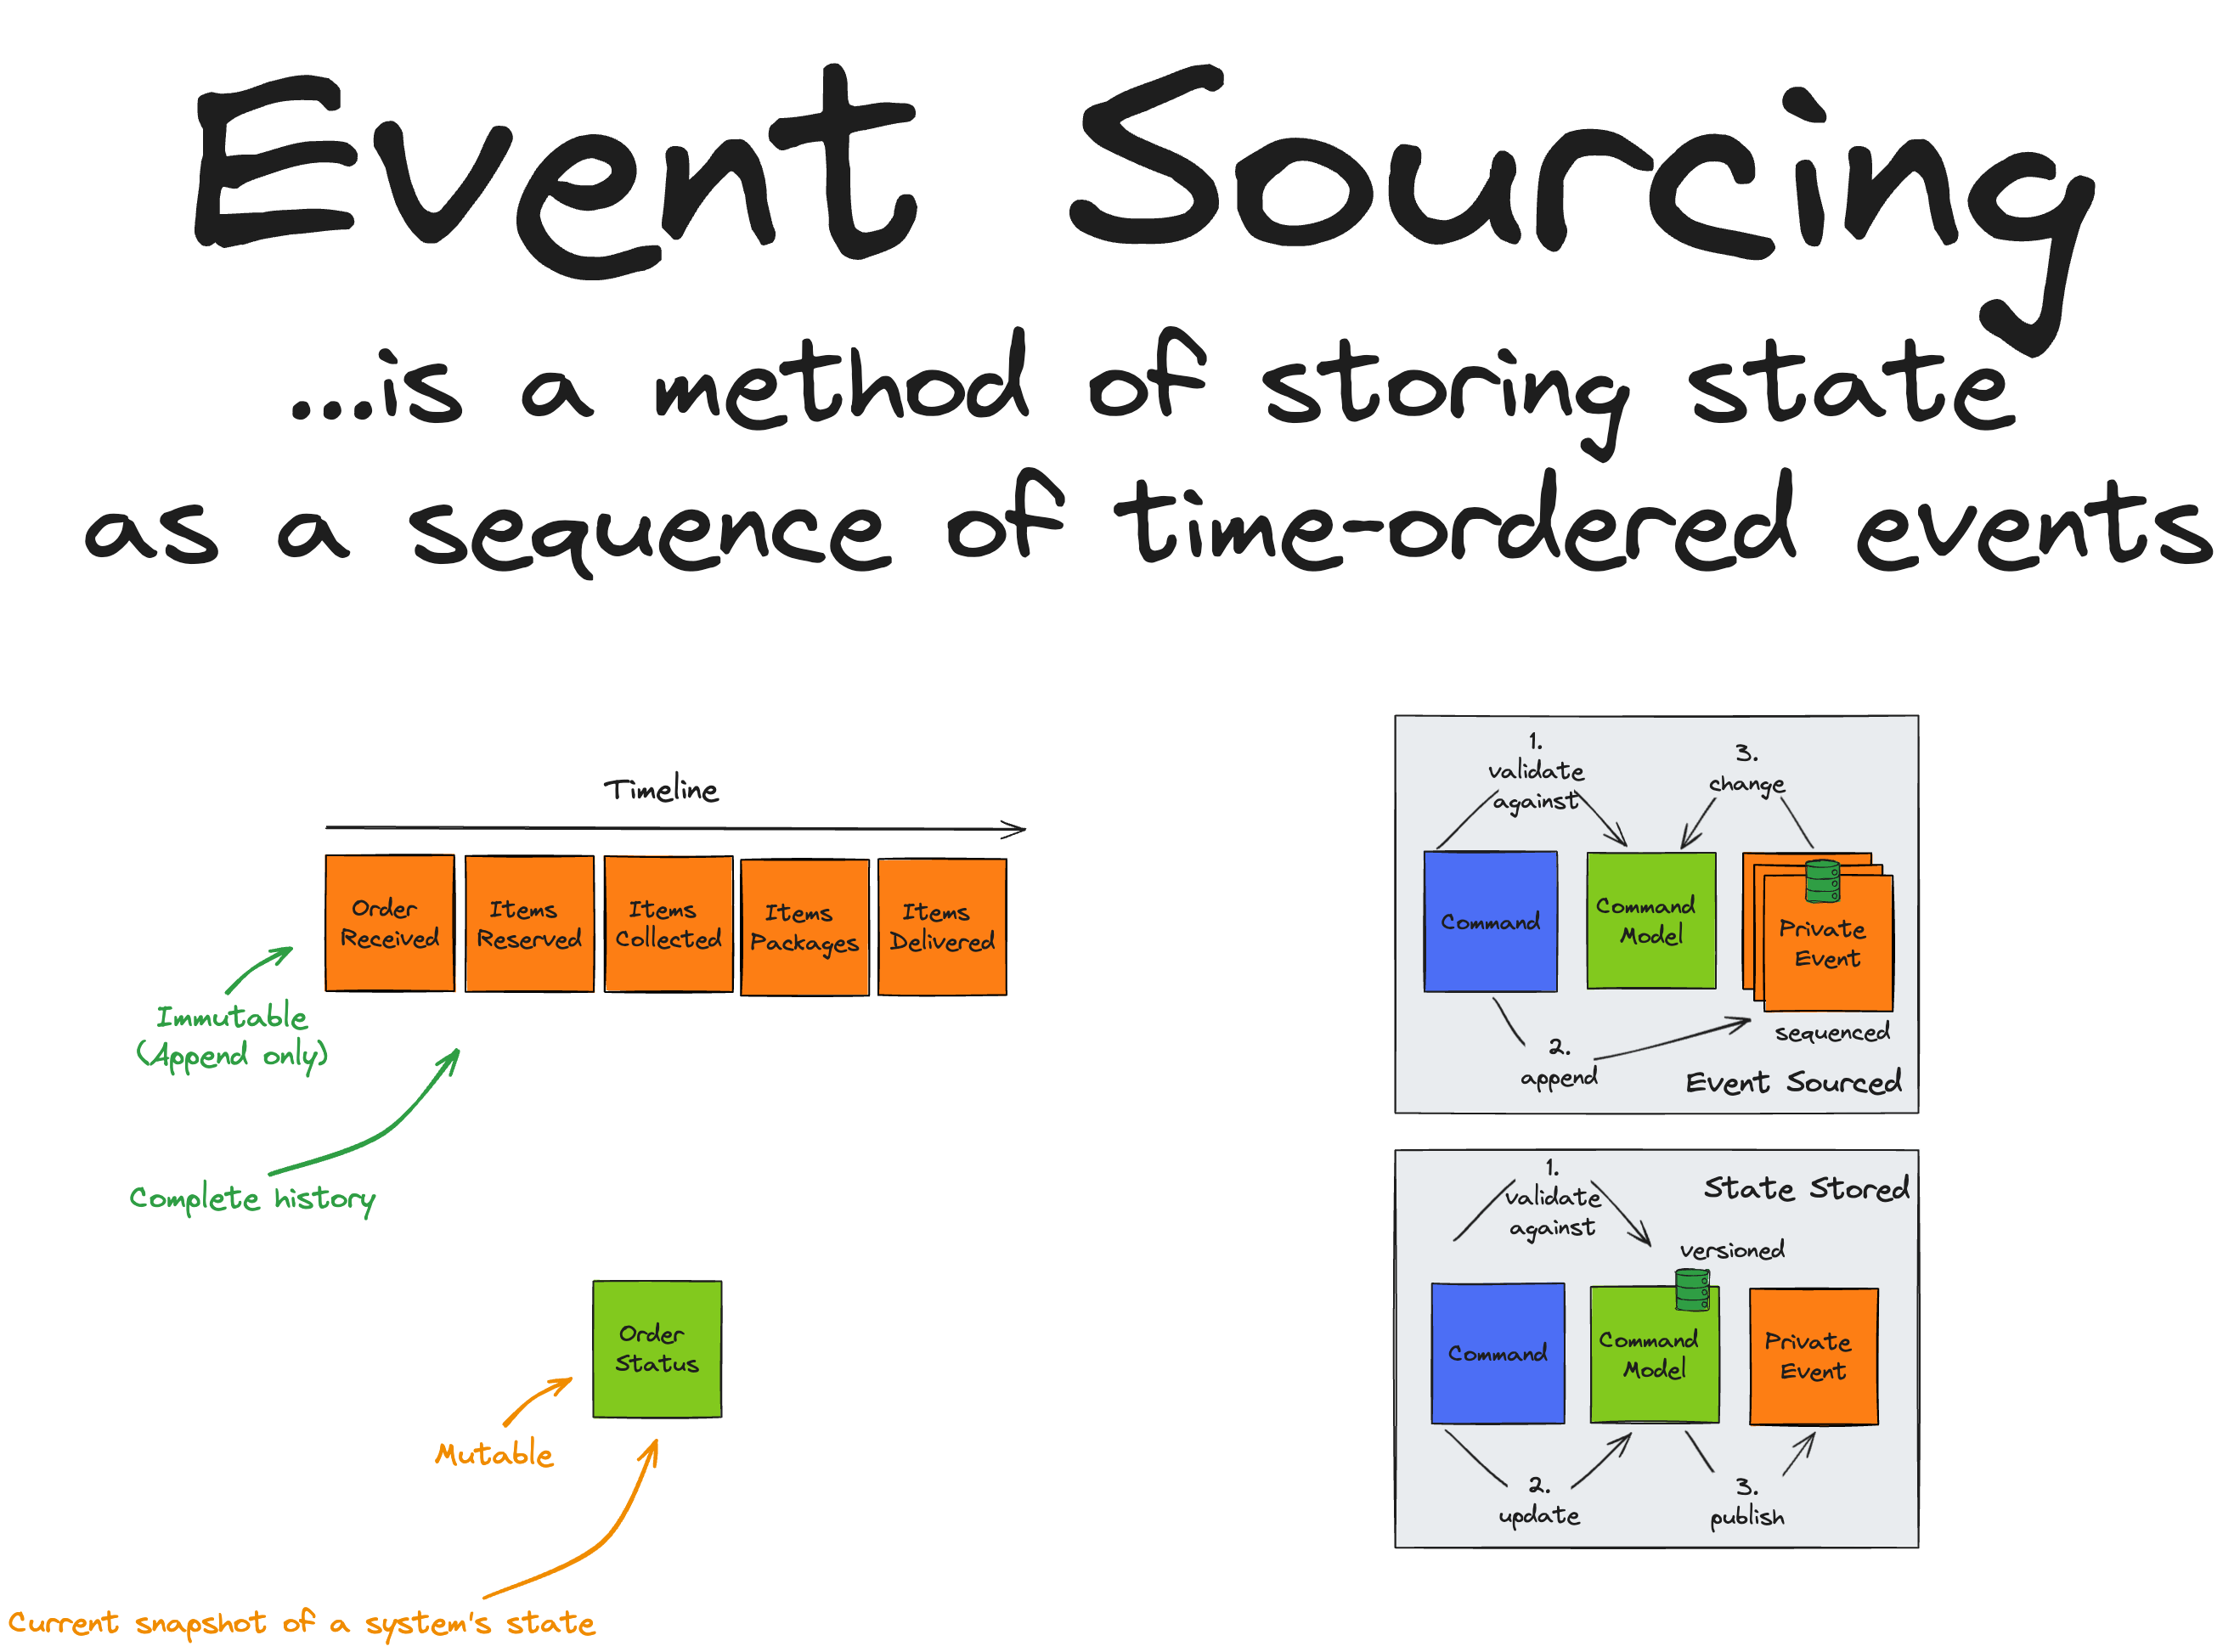 Event Sourcing
...is a method of storing state
as a sequence of time-ordered events
Timeline
Order
Received
Items
Reserved
Items
Collected
Items
Packages
Items
Delivered
Immutable
(Append only)
Complete history
Order
Status
Mutable
Current snapshot of a system's state
1.
validate
against
3.
change
Command
Command
Model
Private
Event
sequenced
2.
append
Event Sourced
1.
validate
against
State Stored
versioned
Command
Command
Model
Private
Event
2.
update
3.
publish